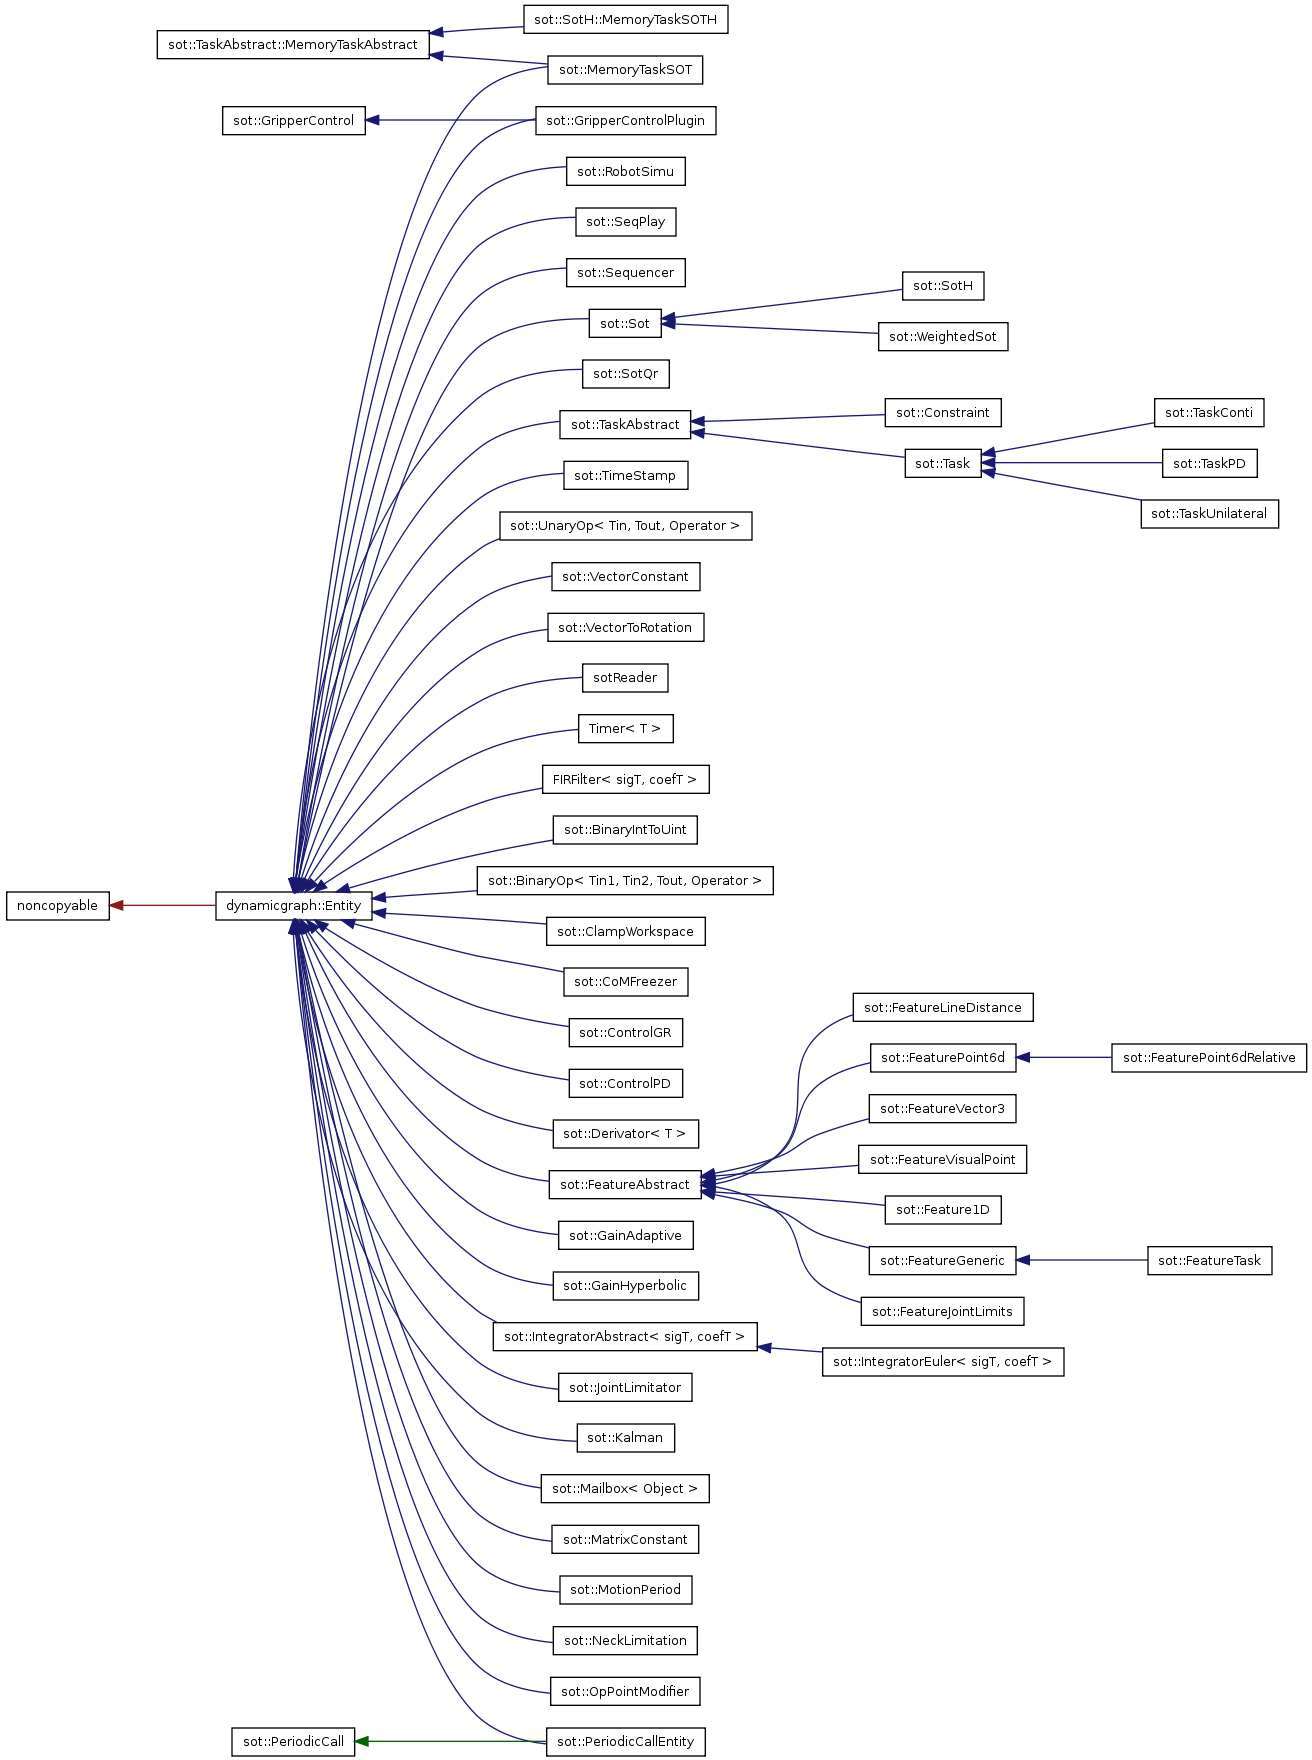 sot::SotH::MemoryTaskSOTH
sot::TaskAbstract::MemoryTaskAbstract
sot::MemoryTaskSOT
sot::GripperControl
sot::GripperControlPlugin
sot::RobotSimu
sot::SeqPlay
sot::Sequencer
sot::SotH
sot::Sot
sot::WeightedSot
sot::SotQr
sot::Constraint
sot::TaskConti
sot::TaskAbstract
sot::Task
sot::TaskPD
sot::TimeStamp
sot::TaskUnilateral
sot::UnaryOp< Tin, Tout, Operator >
sot::VectorConstant
sot::VectorToRotation
sotReader
Timer< T >
FIRFilter< sigT, coefT >
sot::BinaryIntToUint
sot::BinaryOp< Tin1, Tin2, Tout, Operator >
noncopyable
dynamicgraph::Entity
sot::ClampWorkspace
sot::CoMFreezer
sot::FeatureLineDistance
sot::ControlGR
sot::FeaturePoint6d
sot::FeaturePoint6dRelative
sot::ControlPD
sot::FeatureVector3
sot::Derivator< T >
sot::FeatureVisualPoint
sot::FeatureAbstract
sot::Feature1D
sot::GainAdaptive
sot::FeatureGeneric
sot::FeatureTask
sot::GainHyperbolic
sot::FeatureJointLimits
sot::IntegratorAbstract< sigT, coefT >
sot::IntegratorEuler< sigT, coefT >
sot::JointLimitator
sot::Kalman
sot::Mailbox< Object >
sot::MatrixConstant
sot::MotionPeriod
sot::NeckLimitation
sot::OpPointModifier
sot::PeriodicCall
sot::PeriodicCallEntity